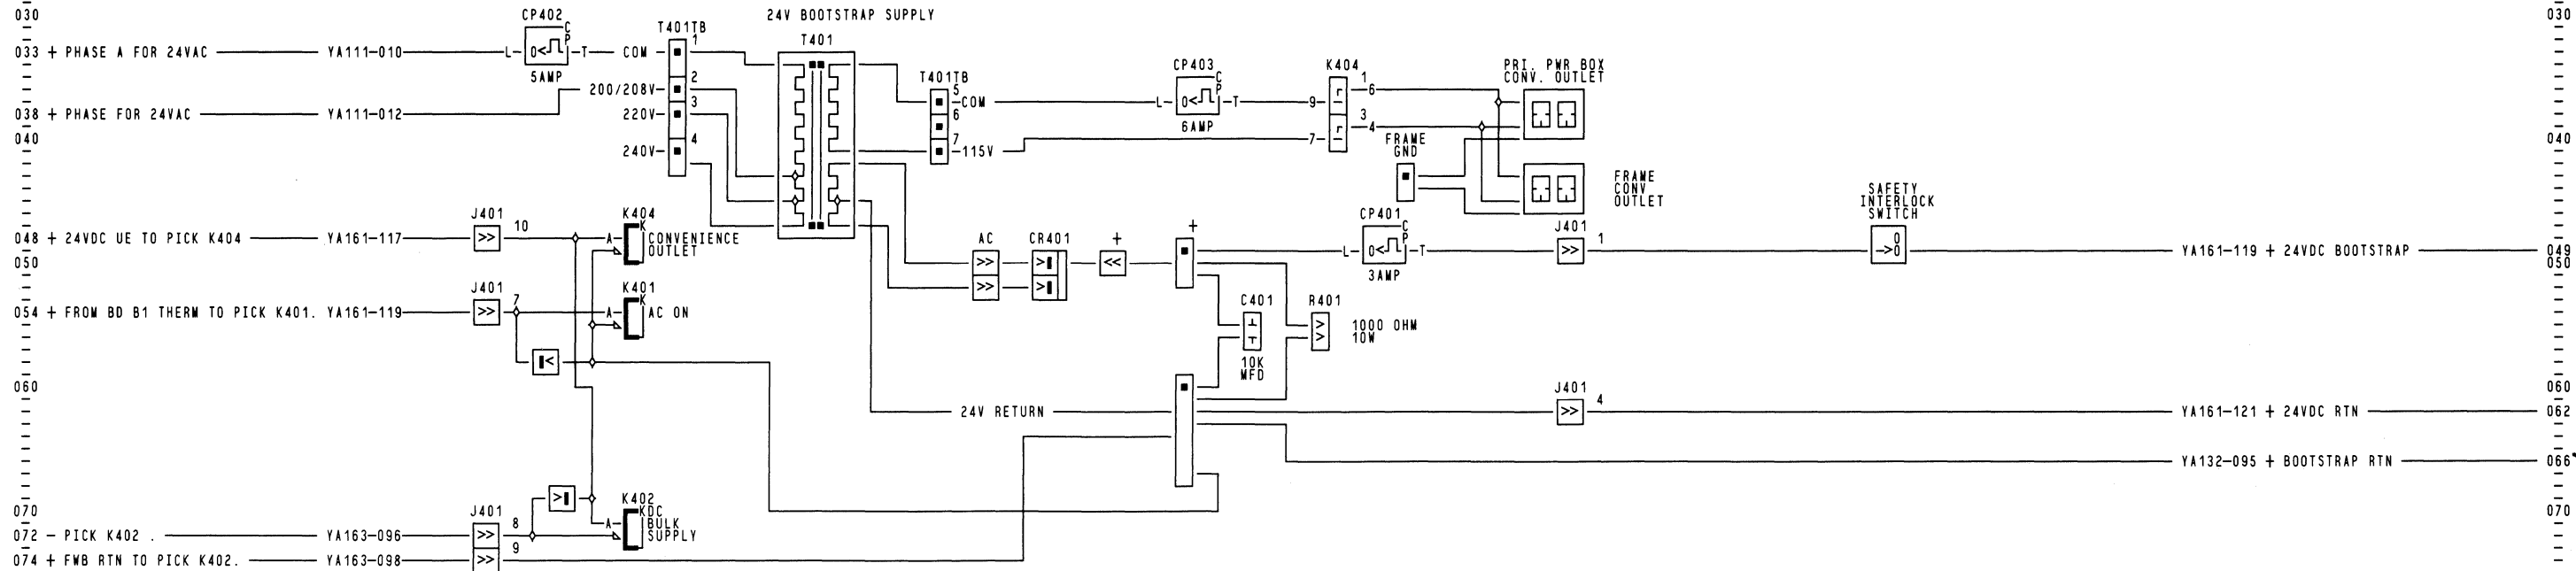 030 CP402 24V BOOTSTRAP SUPPLY 030
C
P
T401TB T401
033 + PHASE A FOR 24VAC YA111-010 L 0< T COM 1
5AMP
CP403 K404 PRI. PWR BOX
CONV. OUTLET
C
P
2 T401TB 1
200/208V 5 COM L 0< T 9 6
3 6 3
038 + PHASE FOR 24VAC YA111-012 220V 6AMP 4
040 4 7 7 FRAME 040
GND
240V 115V
FRAME
CONV
OUTLET
SAFETY
INTERLOCK
SWITCH
J401 K404 CP401 J401
10 K C
P
048 + 24VDC UE TO PICK K404 YA161-117 >> A CONVENIENCE
OUTLET
AC CR401 + + L 0< T >> 1 ->0 0 YA161-119 + 24VDC BOOTSTRAP 049
050 >> >| << 3AMP 050
>> >|
J401 K401 C401 R401
7 K
054 + FROM BD B1 THERM TO PICK K401. YA161-119 >> A AC ON
> 1000 OHM
> 10W
|< 10K
MFD
060 J401 060
24V RETURN >> 4 YA161-121 + 24VDC RTN 062
YA132-095 + BOOTSTRAP RTN 066*
>| K402
070 J401 KDC 070
8 A BULK
072 - PICK K402 . YA163-096 >> SUPPLY
9
074 + FWB RTN TO PICK K402. YA163-098 >>